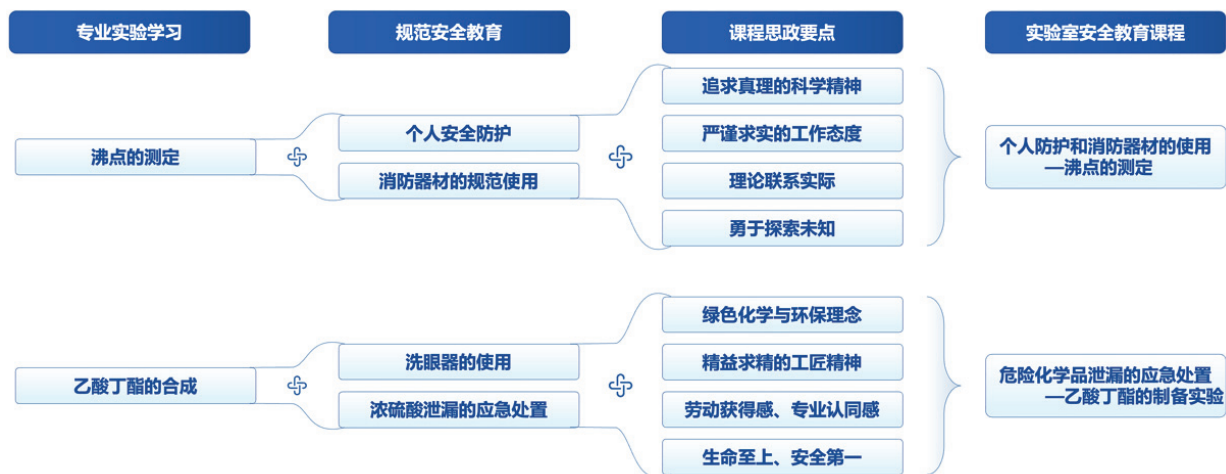 专业实验学习
规范安全教育
课程思政要点
实验室安全教育课程
沸点的测定
个人安全防护
消防器材的规范使用
追求真理的科学精神
严谨求实的工作态度
理论联系实际
勇于探索未知
个人防护和消防器材的使用
—沸点的测定
乙酸丁酯的合成
洗眼器的使用
浓硫酸泄漏的应急处置
绿色化学与环保理念
精益求精的工匠精神
劳动获得感、专业认同感
生命至上、安全第一
危险化学品泄漏的应急处置
—乙酸丁酯的制备实验